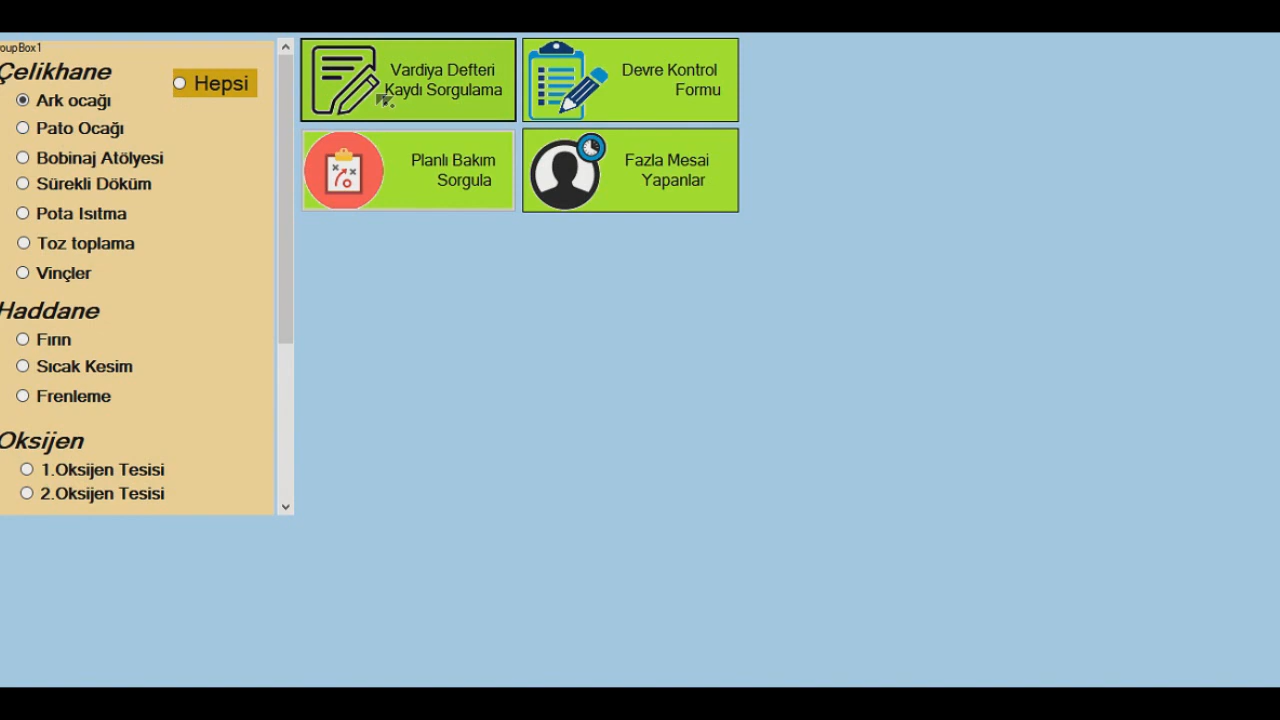 oupBox1
Çelikhane
Hepsi
Ark ocağı
Pato Ocağı
Bobinaj Atölyesi
Sürekli Döküm
Pota Isıtma
Toz toplama
Vinçler
Haddane
Fırın
Sıcak Kesim
Frenleme
Oksijen
1.Oksijen Tesisi
2.Oksijen Tesisi
Vardiya Defteri
Kaydı Sorgulama
Devre Kontrol
Formu
Planlı Bakım
Sorgula
Fazla Mesai
Yapanlar